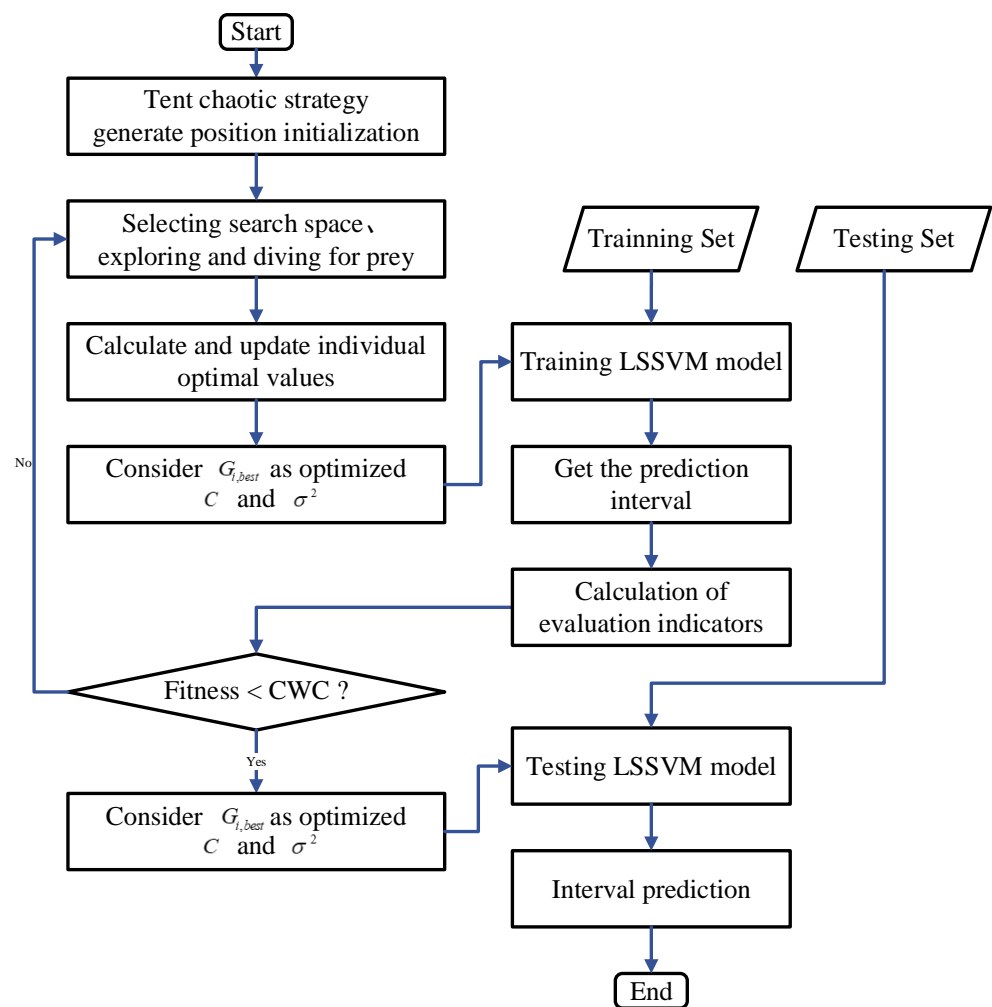 Start
Tent chaotic strategy
generate position initialization
Selecting search space、
exploring and diving for prey
Trainning Set
Testing Set
Calculate and update individual
optimal values
Training LSSVM model
No
Consider G_{i,best} as optimized
C and σ²
Get the prediction
interval
Calculation of
evaluation indicators
Fitness < CWC ?
Yes
Testing LSSVM model
Consider G_{i,best} as optimized
C and σ²
Interval prediction
End